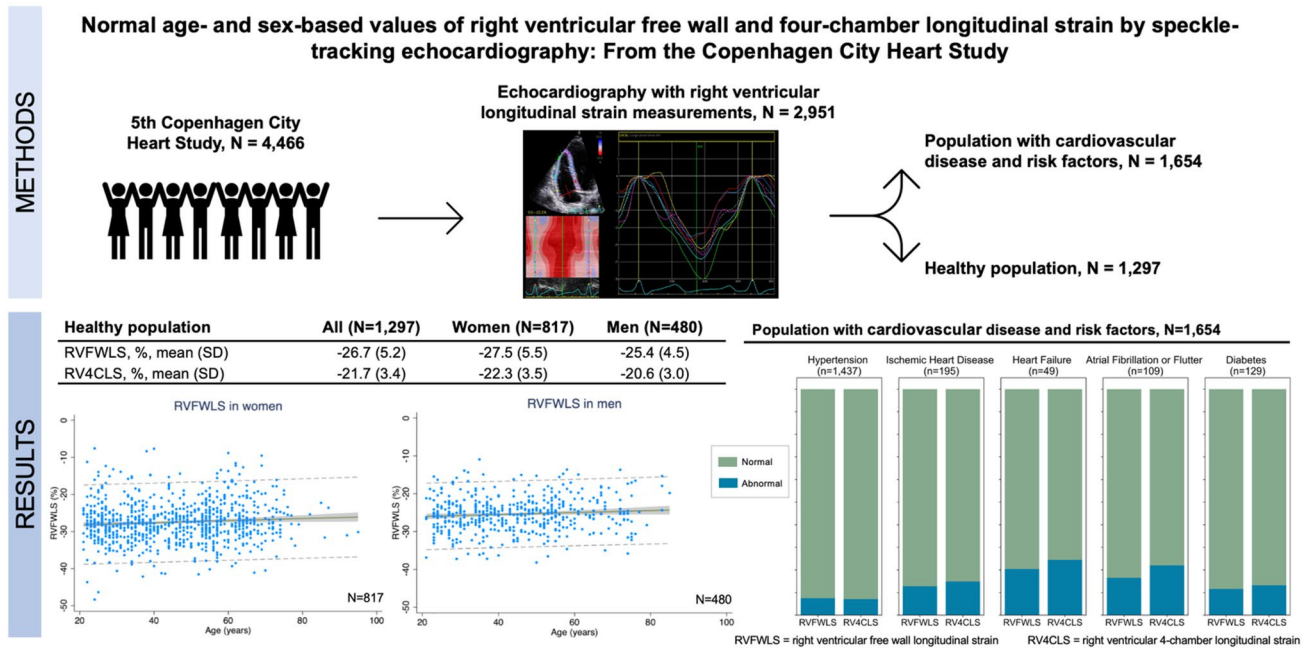 Normal age- and sex-based values of right ventricular free wall and four-chamber longitudinal strain by speckle-
tracking echocardiography: From the Copenhagen City Heart Study
METHODS
5th Copenhagen City
Heart Study, N = 4,466
Echocardiography with right ventricular
longitudinal strain measurements, N = 2,951
Population with cardiovascular
disease and risk factors, N = 1,654
Healthy population, N = 1,297
RESULTS
Healthy population All (N=1,297) Women (N=817) Men (N=480)
RVFWLS, %, mean (SD) -26.7 (5.2) -27.5 (5.5) -25.4 (4.5)
RV4CLS, %, mean (SD) -21.7 (3.4) -22.3 (3.5) -20.6 (3.0)
RVFWLS in women
RVFWLS (%)
0
-10
-20
-30
-40
-50
20 40 60 80 100
Age (years)
N=817
RVFWLS in men
RVFWLS (%)
0
-10
-20
-30
-40
-50
20 40 60 80 100
Age (years)
N=480
Population with cardiovascular disease and risk factors, N=1,654
Normal
Abnormal
Hypertension
(n=1,437)
Ischemic Heart Disease
(n=195)
Heart Failure
(n=49)
Atrial Fibrillation or Flutter
(n=109)
Diabetes
(n=129)
RVFWLS RV4CLS RVFWLS RV4CLS RVFWLS RV4CLS RVFWLS RV4CLS RVFWLS RV4CLS
RVFWLS = right ventricular free wall longitudinal strain RV4CLS = right ventricular 4-chamber longitudinal strain